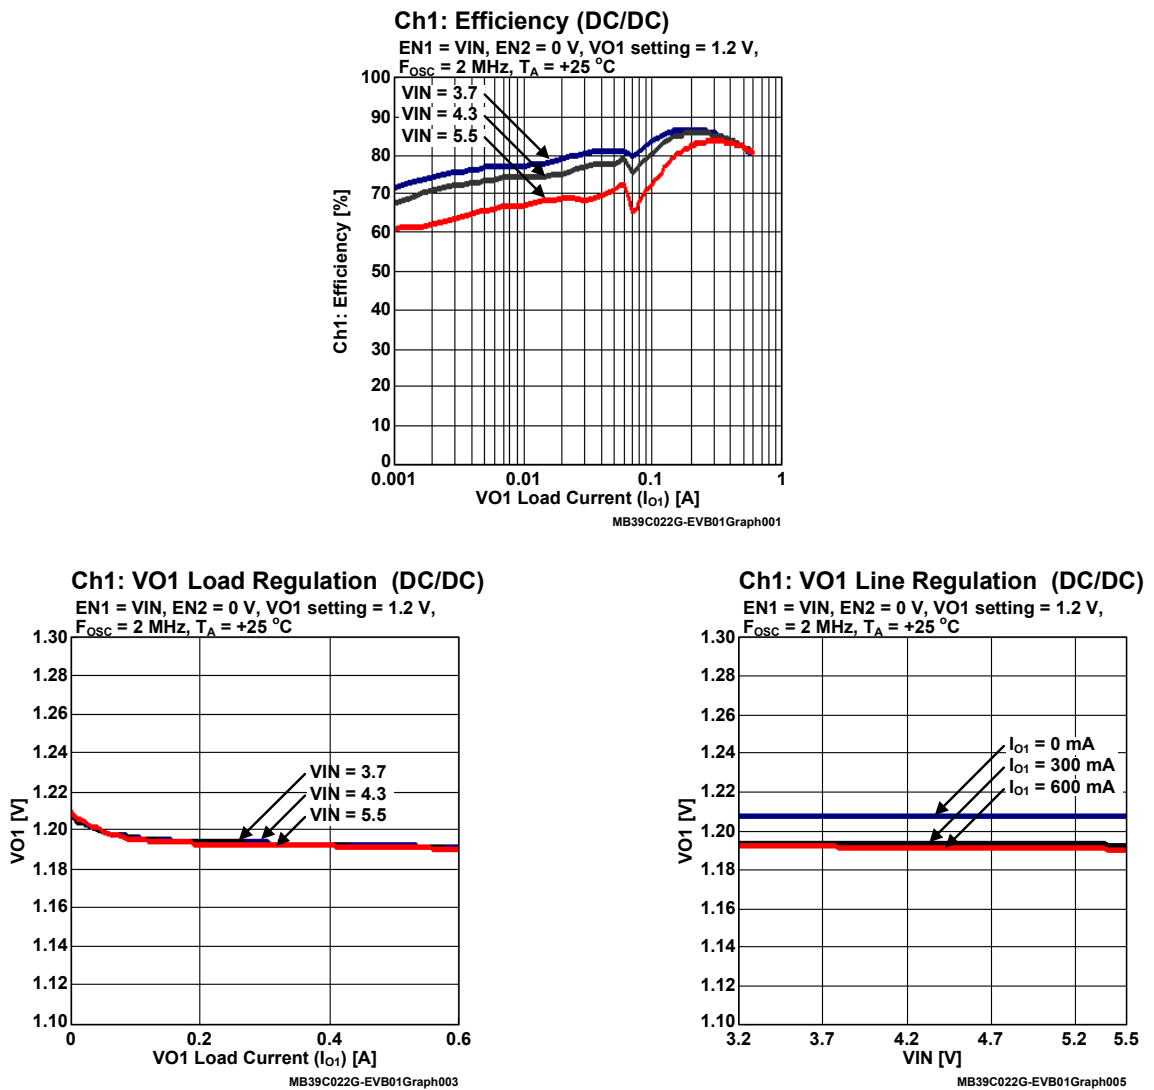 Ch1: Efficiency (DC/DC)
EN1 = VIN, EN2 = 0 V, VO1 setting = 1.2 V,
FOSC = 2 MHz, TA = +25 °C
100
90
80
70
60
50
40
30
20
10
0
Ch1: Efficiency [%]
VIN = 3.7
VIN = 4.3
VIN = 5.5
0.001 0.01 0.1 1
VO1 Load Current (IO1) [A]
MB39C022G-EVB01Graph001
Ch1: VO1 Load Regulation (DC/DC)
EN1 = VIN, EN2 = 0 V, VO1 setting = 1.2 V,
FOSC = 2 MHz, TA = +25 °C
1.30
1.28
1.26
1.24
1.22
1.20
1.18
1.16
1.14
1.12
1.10
VO1 [V]
VIN = 3.7
VIN = 4.3
VIN = 5.5
0 0.2 0.4 0.6
VO1 Load Current (IO1) [A]
MB39C022G-EVB01Graph003
Ch1: VO1 Line Regulation (DC/DC)
EN1 = VIN, EN2 = 0 V, VO1 setting = 1.2 V,
FOSC = 2 MHz, TA = +25 °C
1.30
1.28
1.26
1.24
1.22
1.20
1.18
1.16
1.14
1.12
1.10
VO1 [V]
IO1 = 0 mA
IO1 = 300 mA
IO1 = 600 mA
3.2 3.7 4.2 4.7 5.2 5.5
VIN [V]
MB39C022G-EVB01Graph005